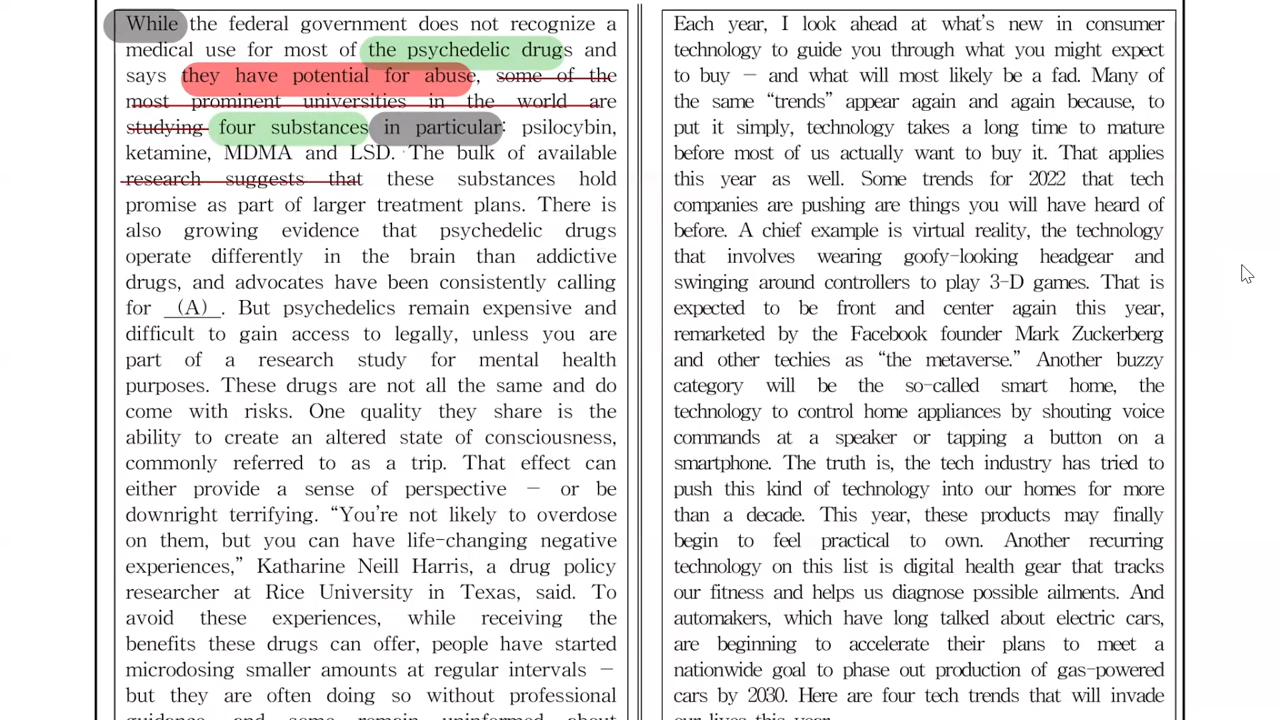 While the federal government does not recognize a
medical use for most of the psychedelic drugs and
says they have potential for abuse, some of the
most prominent universities in the world are
studying four substances in particular: psilocybin,
ketamine, MDMA and LSD. The bulk of available
research suggests that these substances hold
promise as part of larger treatment plans. There is
also growing evidence that psychedelic drugs
operate differently in the brain than addictive
drugs, and advocates have been consistently calling
for (A) . But psychedelics remain expensive and
difficult to gain access to legally, unless you are
part of a research study for mental health
purposes. These drugs are not all the same and do
come with risks. One quality they share is the
ability to create an altered state of consciousness,
commonly referred to as a trip. That effect can
either provide a sense of perspective — or be
downright terrifying. “You’re not likely to overdose
on them, but you can have life-changing negative
experiences,” Katharine Neill Harris, a drug policy
researcher at Rice University in Texas, said. To
avoid these experiences, while receiving the
benefits these drugs can offer, people have started
microdosing smaller amounts at regular intervals —
but they are often doing so without professional
guidance, and some remain uninformed about
Each year, I look ahead at what’s new in consumer
technology to guide you through what you might expect
to buy — and what will most likely be a fad. Many of
the same “trends” appear again and again because, to
put it simply, technology takes a long time to mature
before most of us actually want to buy it. That applies
this year as well. Some trends for 2022 that tech
companies are pushing are things you will have heard of
before. A chief example is virtual reality, the technology
that involves wearing goofy-looking headgear and
swinging around controllers to play 3-D games. That is
expected to be front and center again this year,
remarketed by the Facebook founder Mark Zuckerberg
and other techies as “the metaverse.” Another buzzy
category will be the so-called smart home, the
technology to control home appliances by shouting voice
commands at a speaker or tapping a button on a
smartphone. The truth is, the tech industry has tried to
push this kind of technology into our homes for more
than a decade. This year, these products may finally
begin to feel practical to own. Another recurring
technology on this list is digital health gear that tracks
our fitness and helps us diagnose possible ailments. And
automakers, which have long talked about electric cars,
are beginning to accelerate their plans to meet a
nationwide goal to phase out production of gas-powered
cars by 2030. Here are four tech trends that will invade
our lives this year.